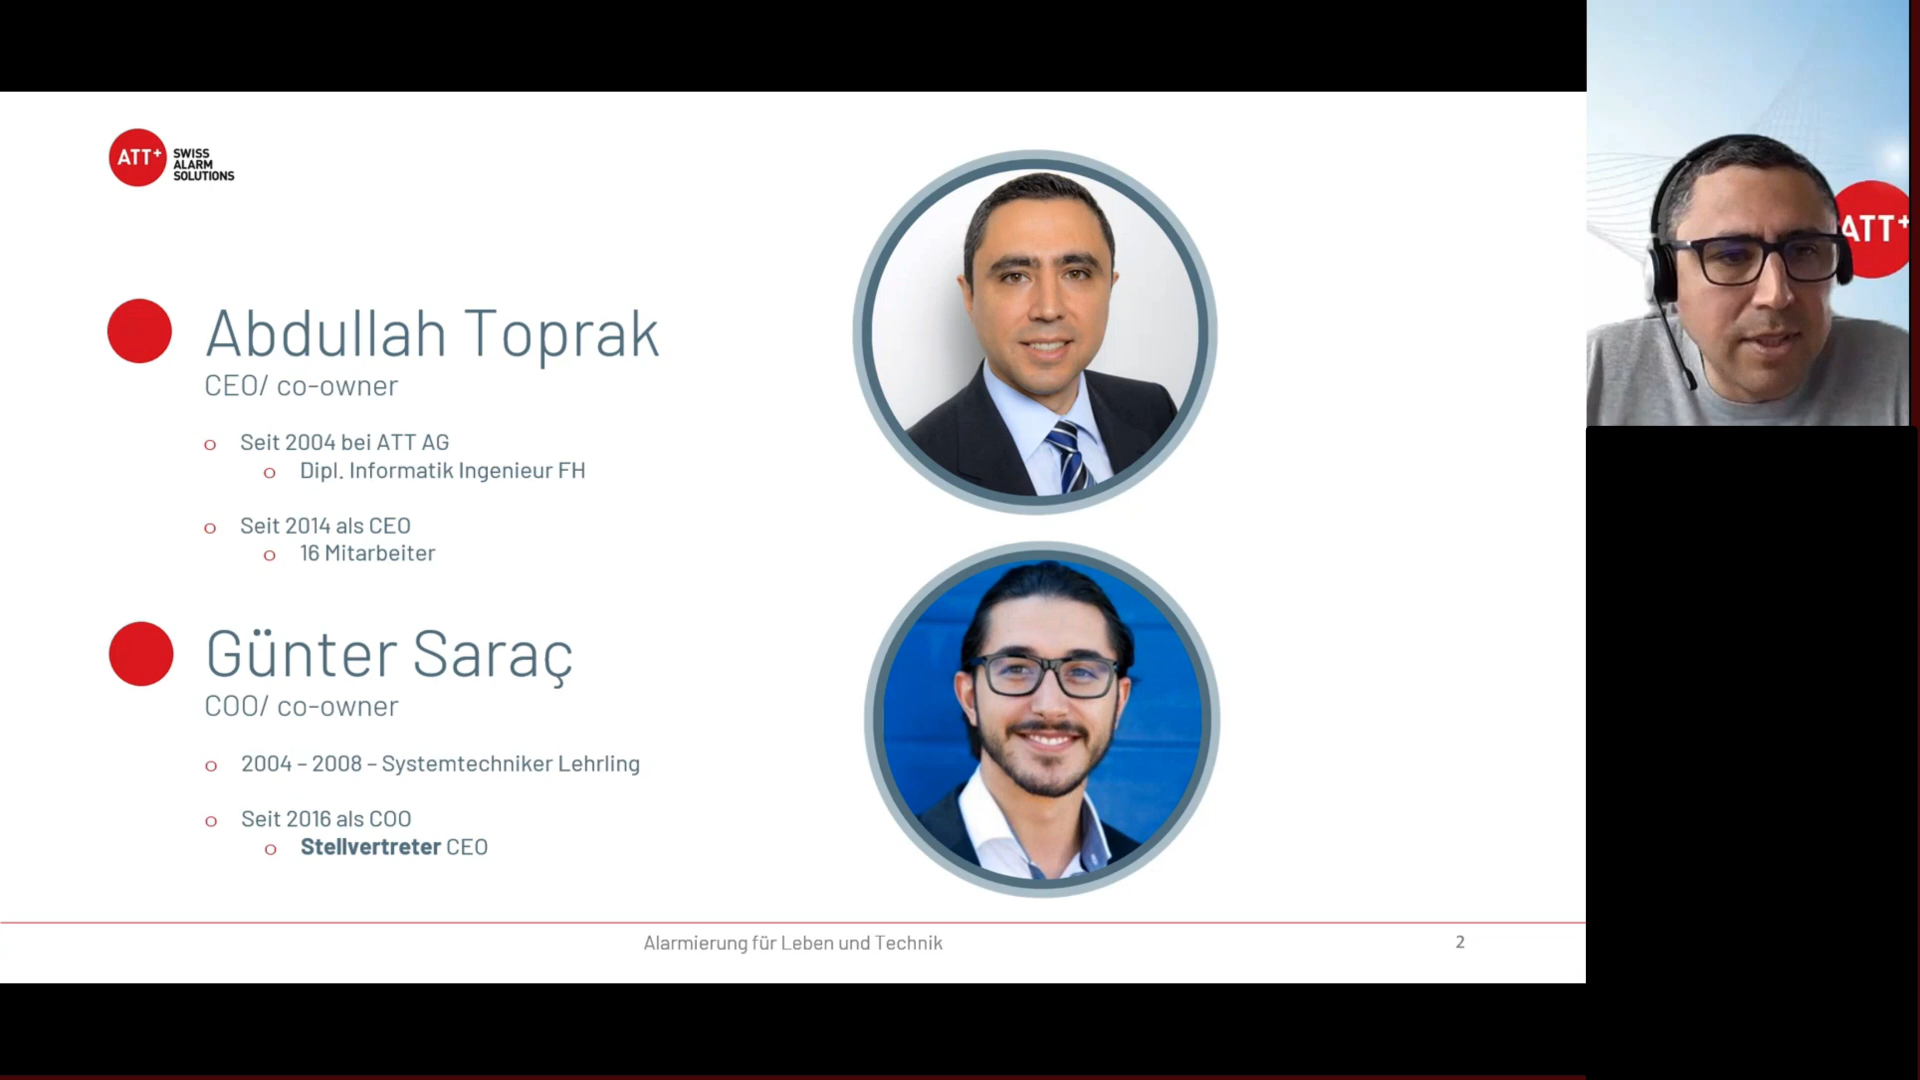 ATT+
SWISS
ALARM
SOLUTIONS
Abdullah Toprak
CEO/ co-owner
o Seit 2004 bei ATT AG
o Dipl. Informatik Ingenieur FH
o Seit 2014 als CEO
o 16 Mitarbeiter
Günter Saraç
COO/ co-owner
o 2004 – 2008 – Systemtechniker Lehrling
o Seit 2016 als COO
o Stellvertreter CEO
Alarmierung für Leben und Technik
2
ATT+